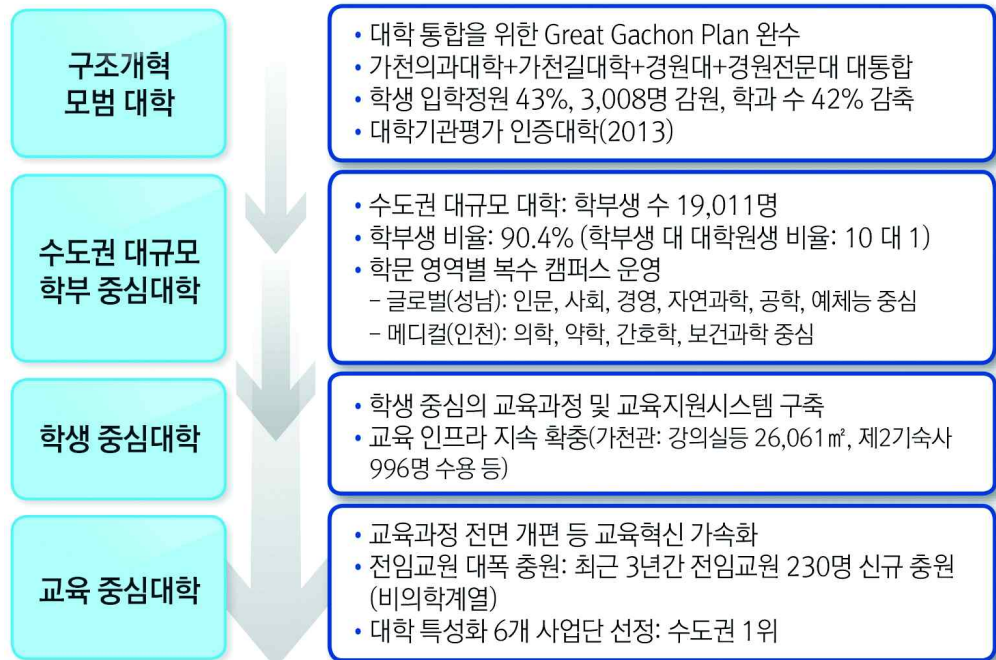 구조개혁
모범 대학
• 대학 통합을 위한 Great Gachon Plan 완수
• 가천의과대학+가천길대학+경원대+경원전문대 대통합
• 학생 입학정원 43%, 3,008명 감원, 학과 수 42% 감축
• 대학기관평가 인증대학(2013)
수도권 대규모
학부 중심대학
• 수도권 대규모 대학: 학부생 수 19,011명
• 학부생 비율: 90.4% (학부생 대 대학원생 비율: 10 대 1)
• 학문 영역별 복수 캠퍼스 운영
– 글로벌(성남): 인문, 사회, 경영, 자연과학, 공학, 예체능 중심
– 메디컬(인천): 의학, 약학, 간호학, 보건과학 중심
학생 중심대학
• 학생 중심의 교육과정 및 교육지원시스템 구축
• 교육 인프라 지속 확충(가천관: 강의실등 26,061㎡, 제2기숙사
996명 수용 등)
교육 중심대학
• 교육과정 전면 개편 등 교육혁신 가속화
• 전임교원 대폭 충원: 최근 3년간 전임교원 230명 신규 충원
(비의학계열)
• 대학 특성화 6개 사업단 선정: 수도권 1위